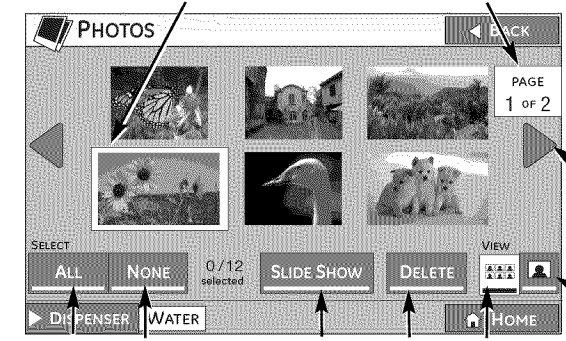 PHOTOS
BACK
PAGE
1 OF 2
SELECT
VIEW
ALL
NONE
0/12
selected
SLIDE SHOW
DELETE
DISPENSER
WATER
HOME